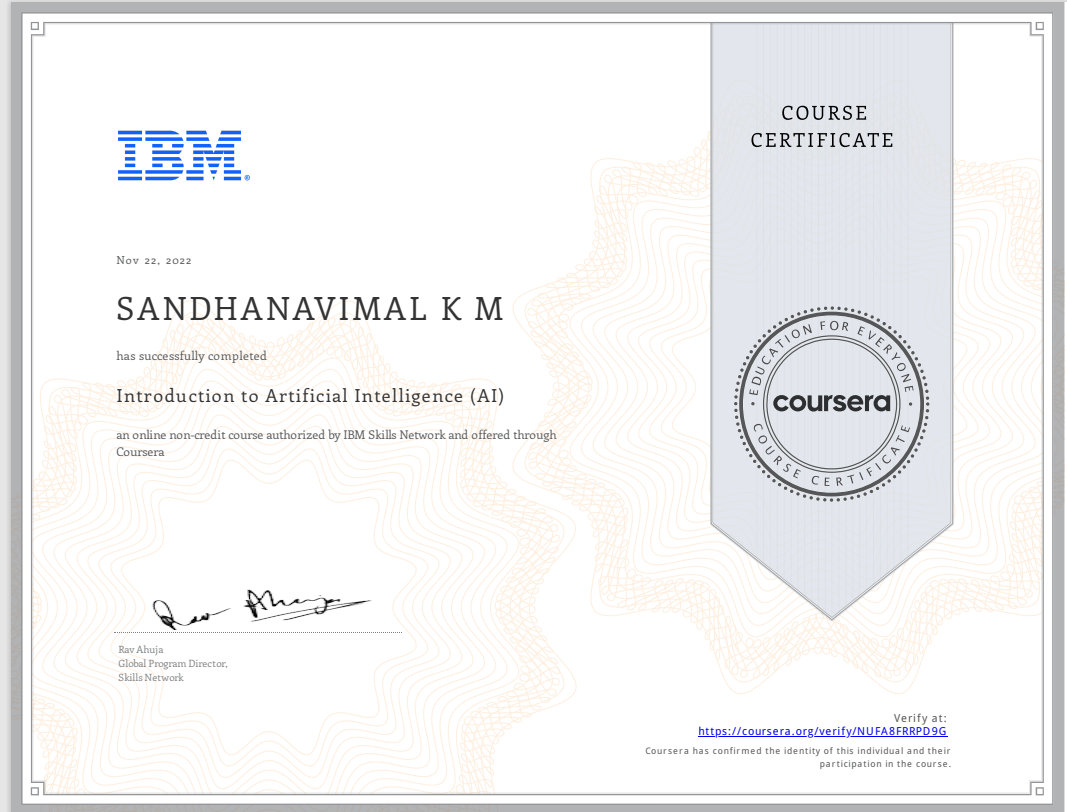 COURSE
CERTIFICATE
IBM®
Nov 22, 2022
SANDHANAVIMAL K M
has successfully completed
Introduction to Artificial Intelligence (AI)
an online non-credit course authorized by IBM Skills Network and offered through
Coursera
EDUCATION FOR EVERYONE
coursera
COURSE CERTIFICATE
Rav Ahuja
Rav Ahuja
Global Program Director,
Skills Network
Verify at:
https://coursera.org/verify/NUFA8FRRPD9G
Coursera has confirmed the identity of this individual and their
participation in the course.